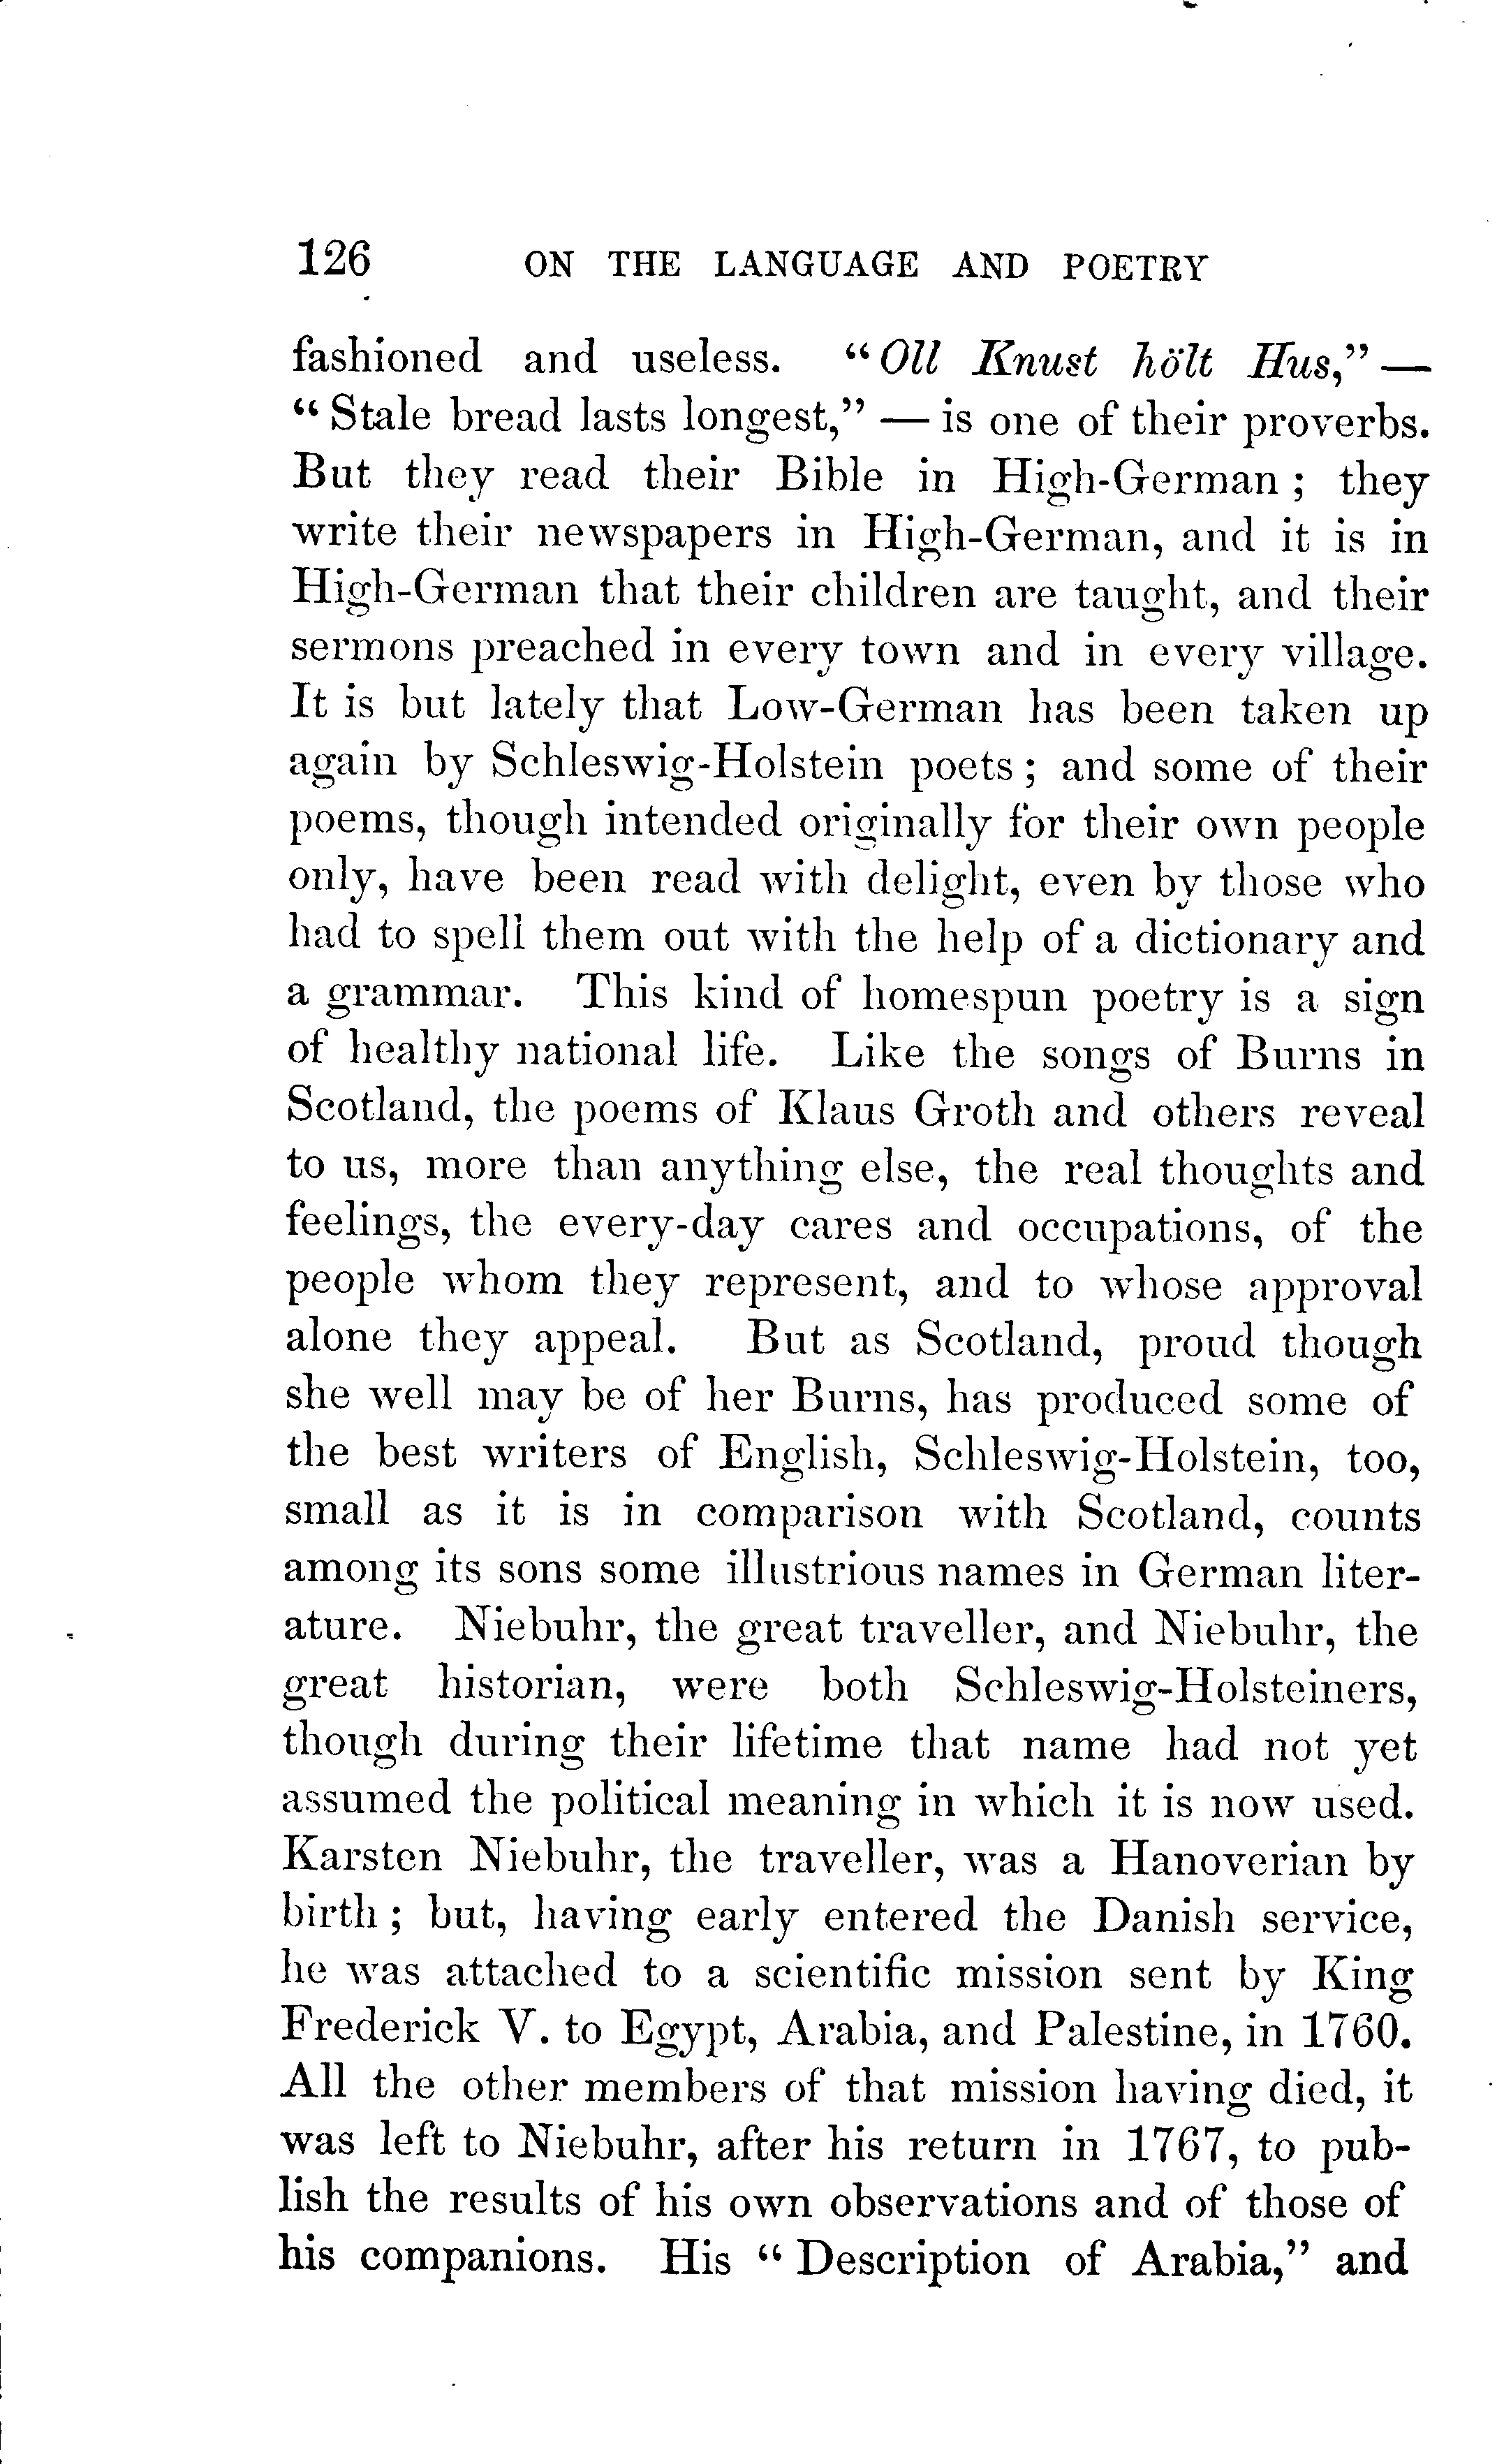 126 ON THE LANGUAGE AND POETRY
fashioned and useless. "Oll Knust hölt Hus," —
"Stale bread lasts longest," — is one of their proverbs.
But they read their Bible in High-German; they
write their newspapers in High-German, and it is in
High-German that their children are taught, and their
sermons preached in every town and in every village.
It is but lately that Low-German has been taken up
again by Schleswig-Holstein poets; and some of their
poems, though intended originally for their own people
only, have been read with delight, even by those who
had to spell them out with the help of a dictionary and
a grammar. This kind of homespun poetry is a sign
of healthy national life. Like the songs of Burns in
Scotland, the poems of Klaus Groth and others reveal
to us, more than anything else, the real thoughts and
feelings, the every-day cares and occupations, of the
people whom they represent, and to whose approval
alone they appeal. But as Scotland, proud though
she well may be of her Burns, has produced some of
the best writers of English, Schleswig-Holstein, too,
small as it is in comparison with Scotland, counts
among its sons some illustrious names in German liter-
ature. Niebuhr, the great traveller, and Niebuhr, the
great historian, were both Schleswig-Holsteiners,
though during their lifetime that name had not yet
assumed the political meaning in which it is now used.
Karsten Niebuhr, the traveller, was a Hanoverian by
birth; but, having early entered the Danish service,
he was attached to a scientific mission sent by King
Frederick V. to Egypt, Arabia, and Palestine, in 1760.
All the other members of that mission having died, it
was left to Niebuhr, after his return in 1767, to pub-
lish the results of his own observations and of those of
his companions. His "Description of Arabia," and